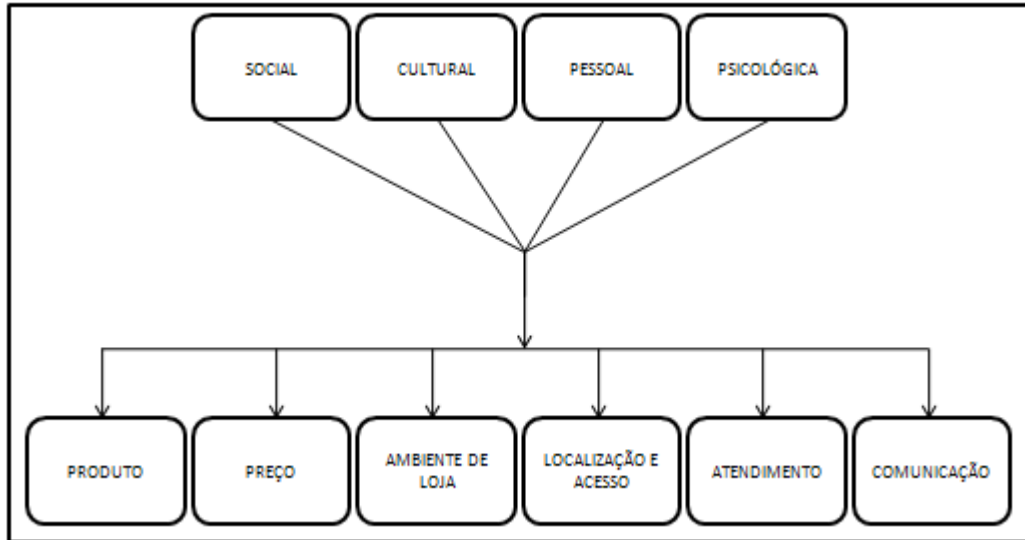 SOCIAL
CULTURAL
PESSOAL
PSICOLÓGICA
PRODUTO
PREÇO
AMBIENTE DE
LOJA
LOCALIZAÇÃO E
ACESSO
ATENDIMENTO
COMUNICAÇÃO